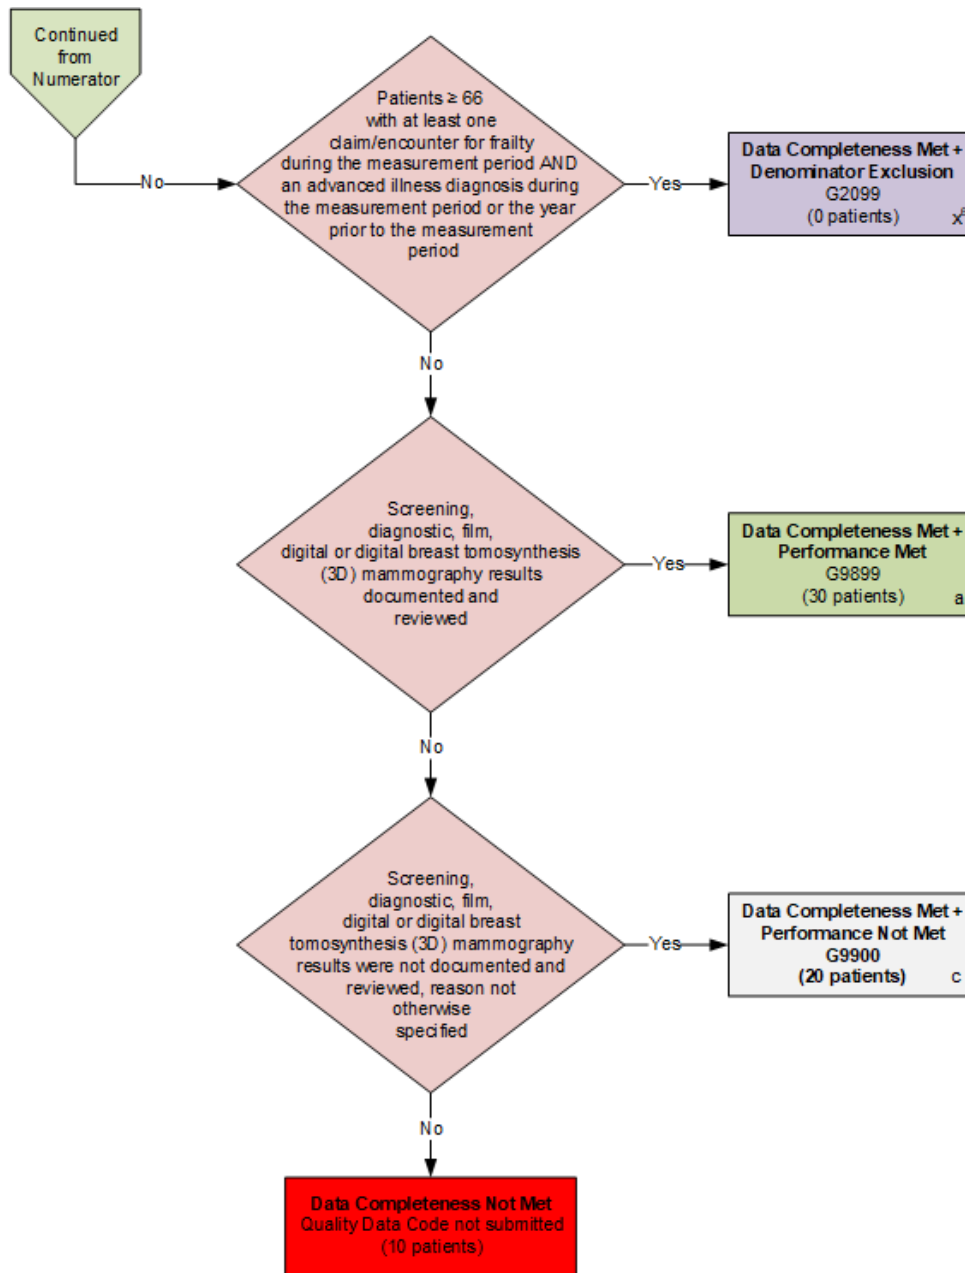 Continued
from
Numerator
No
Patients ≥ 66
with at least one
claim/encounter for frailty
during the measurement period AND
an advanced illness diagnosis during
the measurement period or the year
prior to the measurement
period
Yes
Data Completeness Met +
Denominator Exclusion
G2099
(0 patients)
No
Screening,
diagnostic, film,
digital or digital breast tomosynthesis
(3D) mammography results
documented and
reviewed
Yes
Data Completeness Met +
Performance Met
G9899
(30 patients) a
No
Screening,
diagnostic, film,
digital or digital breast
tomosynthesis (3D) mammography
results were not documented and
reviewed, reason not
otherwise
specified
Yes
Data Completeness Met +
Performance Not Met
G9900
(20 patients) c
No
Data Completeness Not Met
Quality Data Code not submitted
(10 patients)